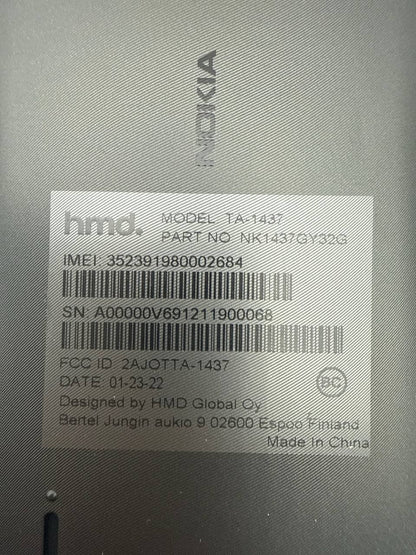 NOKIA
hmd.
MODEL: TA-1437
PART NO: NK1437GY32G
IMEI: 352391980002684
SN: A00000V691211900068
FCC ID: 2AJOTTA-1437
DATE: 01-23-22
BC
Designed by HMD Global Oy
Bertel Jungin aukio 9 02600 Espoo Finland
Made In China